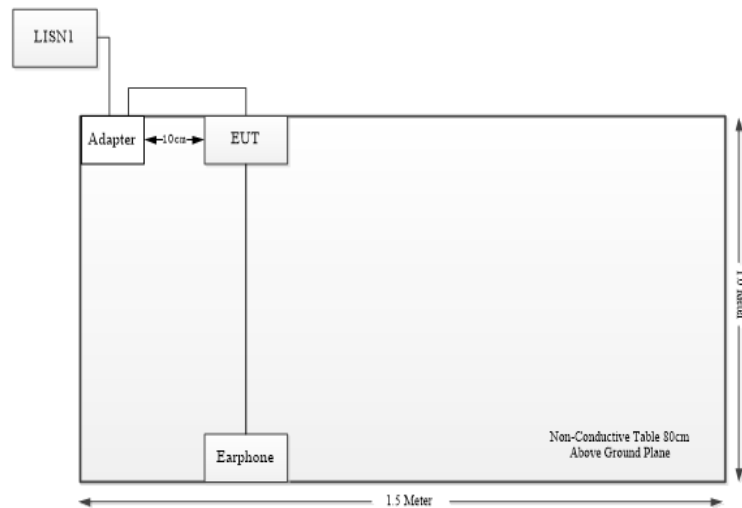 LISN1
Adapter
10cm
EUT
Earphone
Non-Conductive Table 80cm
Above Ground Plane
1.5 Meter